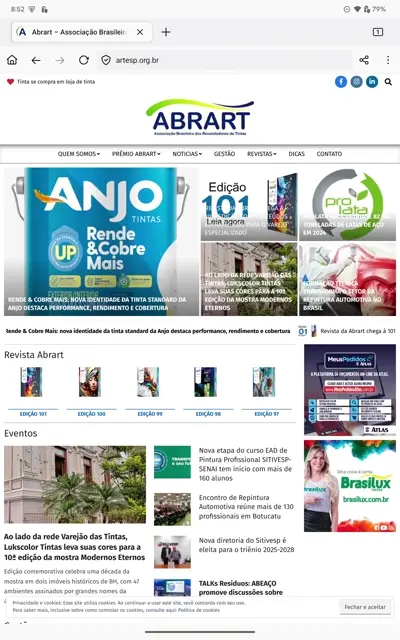 8:52
79%
Abrart – Associação Brasileir
1
artesp.org.br
Tinta se compra em loja de tinta
ABRART
Associação Brasileira dos Revendedores de Tintas
QUEM SOMOS
PRÊMIO ABRART
NOTICIAS
GESTÃO
REVISTAS
DICAS
CONTATO
ANJO
TINTAS
Rende
&Cobre
Mais
UP
RENDE & COBRE MAIS: NOVA IDENTIDADE DA TINTA STANDARD DA
ANJO DESTACA PERFORMANCE, RENDIMENTO E COBERTURA
Edição
101
Leia agora
ESPECIALIZADO
AO LADO DA REDE VAREJÃO DAS
TINTAS, LUKSCOLOR TINTAS
LEVA SUAS CORES PARA A 10ª
EDIÇÃO DA MOSTRA MODERNOS
ETERNOS
pro
lata
TONELADAS DE LATAS DE AÇO
EM 2024
FORMAÇÃO TÉCNICA
TRANSFORMA O SETOR DA
REPINTURA AUTOMOTIVA NO
BRASIL
Rende & Cobre Mais: nova identidade da tinta standard da Anjo destaca performance, rendimento e cobertura
01
Revista da Abrart chega à 101
Revista Abrart
EDIÇÃO 101
EDIÇÃO 100
EDIÇÃO 99
EDIÇÃO 98
EDIÇÃO 97
MeusPedidos
ATLAS
A PLATAFORMA DE ORÇAMENTOS ON-LINE DA ATLAS.
www.MeusPedidosAtlas.com.br
ATLAS
Eventos
Ao lado da rede Varejão das Tintas,
Lukscolor Tintas leva suas cores para a
10ª edição da mostra Modernos Eternos
Edição comemorativa celebra uma década da
mostra em dois imóveis históricos de BH, com 47
ambientes assinados por grandes nomes da
Nova etapa do curso EAD de
Pintura Profissional SITIVESP-
SENAI tem início com mais de
160 alunos
Encontro de Repintura
Automotiva reúne mais de 130
profissionais em Botucatu
Nova diretoria do Sitivesp é
eleita para o triênio 2025-2028
TALKs Resíduos: ABEAÇO
promove discussões sobre
Uma coisa é certa.
Brasilux
brasilux.com.br
Privacidade e cookies: Esse site utiliza cookies. Ao continuar a usar este site, você concorda com seu uso.
Para saber mais, inclusive sobre como controlar os cookies, consulte aqui: Política de cookies
Fechar e aceitar